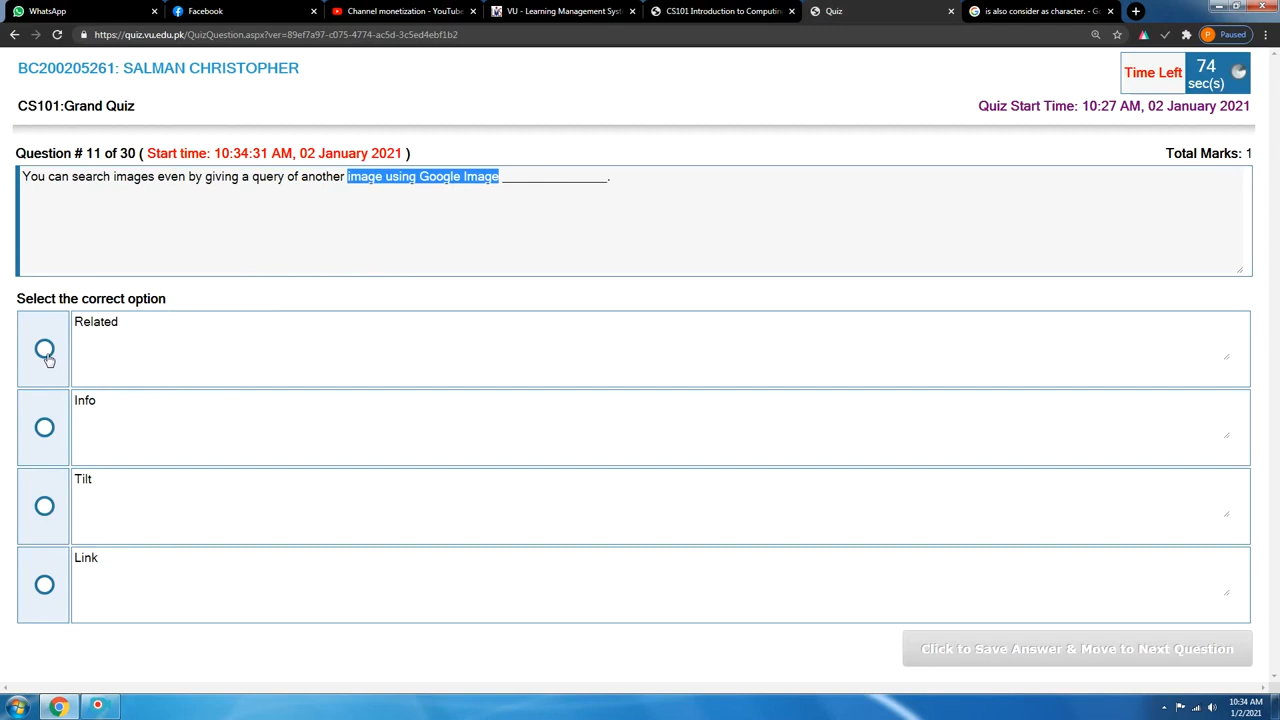 WhatsApp
Facebook
Channel monetization - YouTube
VU - Learning Management Syste
CS101 Introduction to Computing
Quiz
is also consider as character. - Go
https://quiz.vu.edu.pk/QuizQuestion.aspx?ver=89ef7a97-c075-4774-ac5d-3c5ed4ebf1b2
P
Paused
BC200205261: SALMAN CHRISTOPHER
Time Left
74
sec(s)
CS101:Grand Quiz
Quiz Start Time: 10:27 AM, 02 January 2021
Question # 11 of 30 ( Start time: 10:34:31 AM, 02 January 2021 )
Total Marks: 1
You can search images even by giving a query of another image using Google Image _________________.
Select the correct option
Related
Info
Tilt
Link
Click to Save Answer & Move to Next Question
10:34 AM
1/2/2021